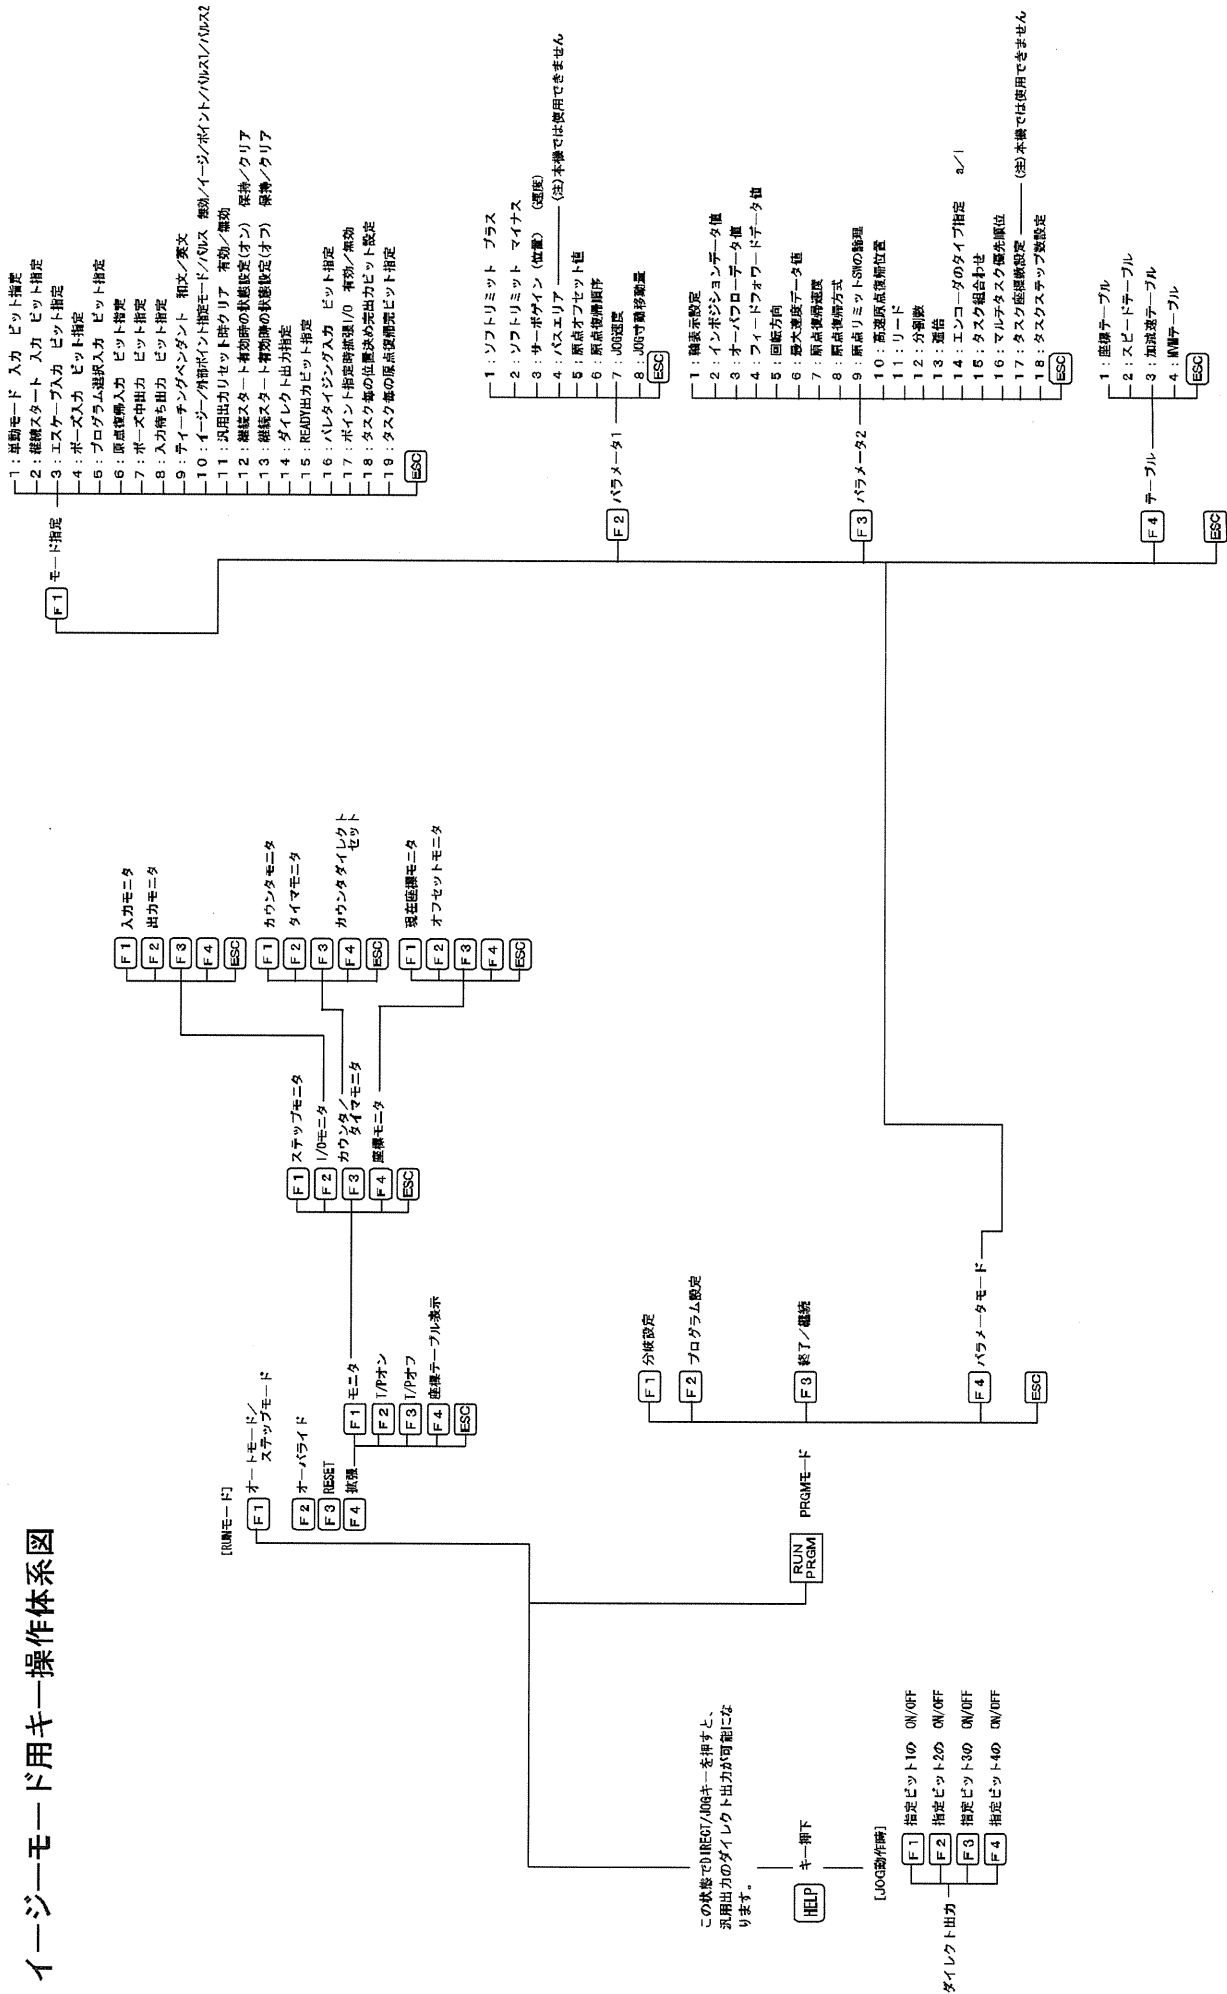 イージーモード用キー操作体系図
[RUNモード]
F1 オートモード/
ステップモード
F2 オーバライド
F3 RESET
F4 拡張
F1 モニタ
F2 T/Pオン
F3 T/Pオフ
F4 座標テーブル表示
ESC
F1 ステップモニタ
F2 I/Oモニタ
F3 カウンタ/
タイマモニタ
F4 座標モニタ
ESC
F1 入力モニタ
F2 出力モニタ
F3
F4
ESC
F1 カウンタモニタ
F2 タイマモニタ
F3 カウンタダイレクト
セット
F4
ESC
F1 現在座標モニタ
F2 オフセットモニタ
F3
F4
ESC
RUN
PRGM
PRGMモード
F1 分岐設定
F2 プログラム設定
F3 終了/継続
F4 パラメータモード
ESC
F1 モード指定
1:単動モード 入力 ビット指定
2:継続スタート 入力 ビット指定
3:エスケープ入力 ビット指定
4:ポーズ入力 ビット指定
5:プログラム選択入力 ビット指定
6:原点復帰入力 ビット指定
7:ポーズ中出力 ビット指定
8:入力待ち出力 ビット指定
9:ティーチングペンダント 和文/英文
10:イージー/外部ポイント指定モード/パルス 無効/イージ/ポイント/パルス1/パルス2
11:汎用出力リセット時クリア 有効/無効
12:継続スタート有効時の状態設定(オン) 保持/クリア
13:継続スタート有効時の状態設定(オフ) 保持/クリア
14:ダイレクト出力指定
15:READY出力ビット指定
16:パレタイジング入力 ビット指定
17:ポイント指定時拡張I/O 有効/無効
18:タスク毎の位置決め完出力ビット設定
19:タスク毎の原点復帰完ビット指定
ESC
F2 パラメータ1
1:ソフトリミット プラス
2:ソフトリミット マイナス
3:サーボゲイン(位置) (速度)
4:パスエリア (注)本機では使用できません
5:原点オフセット値
6:原点復帰順序
7:JOG速度
8:JOG寸動移動量
ESC
F3 パラメータ2
1:軸表示設定
2:インポジションデータ値
3:オーバフローデータ値
4:フィードフォワードデータ値
5:回転方向
6:最大速度データ値
7:原点復帰速度
8:原点復帰方式
9:原点リミットSWの論理
10:高速原点復帰位置
11:リード
12:分割数
13:逓倍
14:エンコーダのタイプ指定 a/I
15:タスク組合わせ
16:マルチタスク優先順位
17:タスク座標数設定 (注)本機では使用できません
18:タスクステップ数設定
ESC
F4 テーブル
1:座標テーブル
2:スピードテーブル
3:加減速テーブル
4:MVMテーブル
ESC
ESC
この状態でDIRECT/JOGキーを押すと、
汎用出力のダイレクト出力が可能にな
ります。
HELP キー押下
[JOG動作時]
ダイレクト出力
F1 指定ビット1の ON/OFF
F2 指定ビット2の ON/OFF
F3 指定ビット3の ON/OFF
F4 指定ビット4の ON/OFF